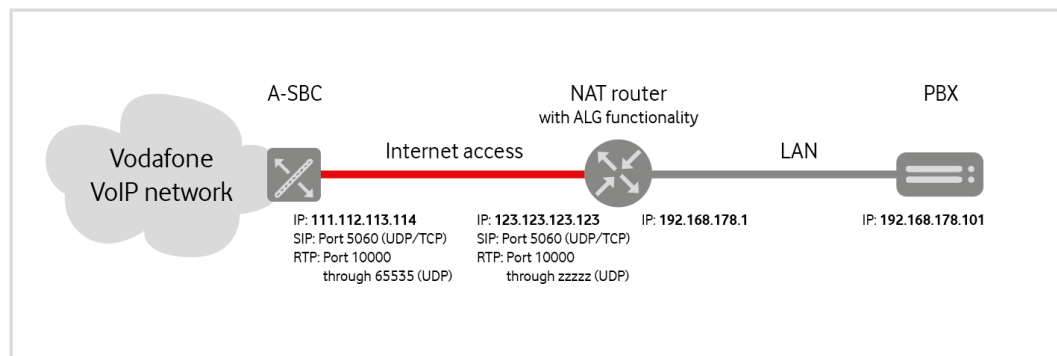 A-SBC
NAT router
with ALG functionality
PBX
Vodafone
VoIP network
Internet access
LAN
IP: 111.112.113.114
SIP: Port 5060 (UDP/TCP)
RTP: Port 10000
through 65535 (UDP)
IP: 123.123.123.123
SIP: Port 5060 (UDP/TCP)
RTP: Port 10000
through zzzzz (UDP)
IP: 192.168.178.1
IP: 192.168.178.101